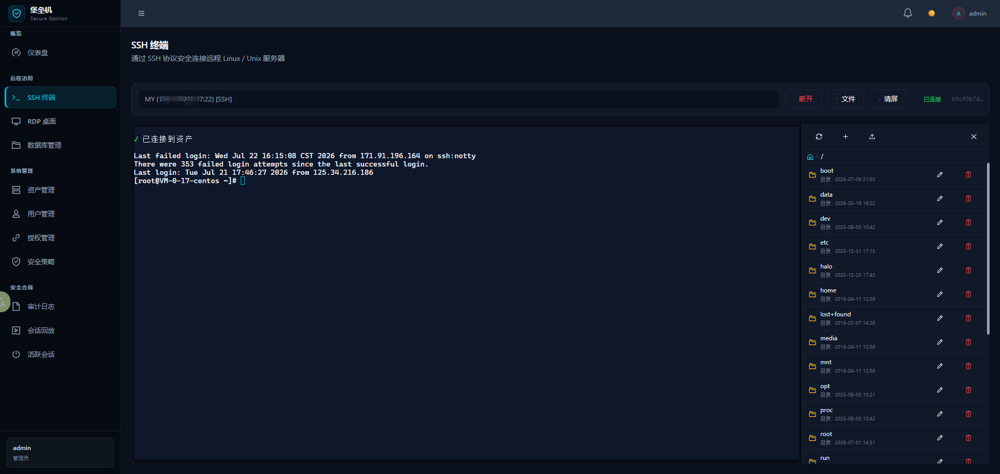 堡垒机
Secure Bastion
admin
概览
仪表盘
远程访问
SSH 终端
RDP 桌面
数据库管理
系统管理
资产管理
用户管理
授权管理
安全策略
安全合规
审计日志
会话回放
活跃会话
admin
管理员
SSH 终端
通过 SSH 协议安全连接远程 Linux / Unix 服务器
MY (1 7:22) [SSH]
断开
· 文件
· 清屏
已连接
b5c43b7d...
✓ 已连接到资产
Last failed login: Wed Jul 22 16:15:08 CST 2026 from 171.91.196.164 on ssh:notty
There were 353 failed login attempts since the last successful login.
Last login: Tue Jul 21 17:46:27 2026 from 125.34.216.186
[root@VM-0-17-centos ~]#
/
boot
目录 · 2024-07-08 21:55
data
目录 · 2026-03-16 19:22
dev
目录 · 2025-08-05 10:42
etc
目录 · 2025-12-31 17:15
halo
目录 · 2025-12-25 17:43
home
目录 · 2018-04-11 12:59
lost+found
目录 · 2019-03-07 14:38
media
目录 · 2018-04-11 12:59
mnt
目录 · 2018-04-11 12:59
opt
目录 · 2025-08-05 15:21
proc
目录 · 2025-08-05 10:42
root
目录 · 2026-07-01 14:31
run